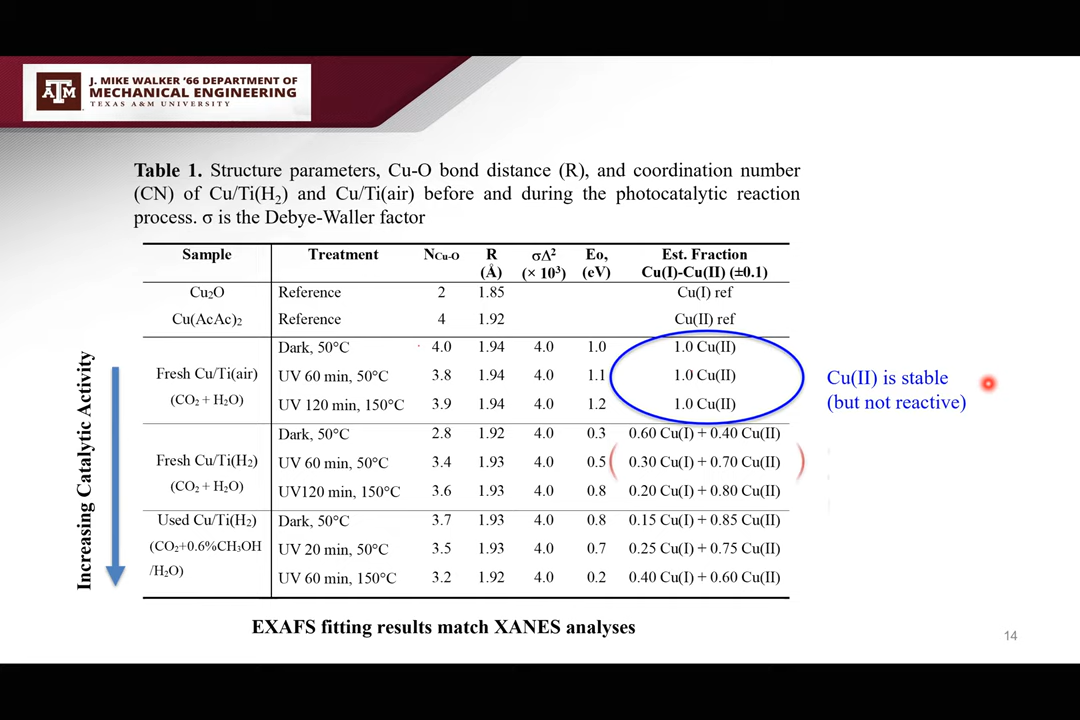 J. MIKE WALKER '66 DEPARTMENT OF
MECHANICAL ENGINEERING
TEXAS A&M UNIVERSITY
Table 1. Structure parameters, Cu-O bond distance (R), and coordination number
(CN) of Cu/Ti(H₂) and Cu/Ti(air) before and during the photocatalytic reaction
process. σ is the Debye-Waller factor
Sample Treatment N_Cu-O R (Å) σΔ² (× 10³) Eo, (eV) Est. Fraction Cu(I)-Cu(II) (±0.1)
Cu₂O Reference 2 1.85 Cu(I) ref
Cu(AcAc)₂ Reference 4 1.92 Cu(II) ref
Dark, 50°C 4.0 1.94 4.0 1.0 1.0 Cu(II)
Fresh Cu/Ti(air) UV 60 min, 50°C 3.8 1.94 4.0 1.1 1.0 Cu(II)
(CO₂ + H₂O) UV 120 min, 150°C 3.9 1.94 4.0 1.2 1.0 Cu(II)
Dark, 50°C 2.8 1.92 4.0 0.3 0.60 Cu(I) + 0.40 Cu(II)
Fresh Cu/Ti(H₂) UV 60 min, 50°C 3.4 1.93 4.0 0.5 0.30 Cu(I) + 0.70 Cu(II)
(CO₂ + H₂O) UV120 min, 150°C 3.6 1.93 4.0 0.8 0.20 Cu(I) + 0.80 Cu(II)
Used Cu/Ti(H₂) Dark, 50°C 3.7 1.93 4.0 0.8 0.15 Cu(I) + 0.85 Cu(II)
(CO₂+0.6%CH₃OH UV 20 min, 50°C 3.5 1.93 4.0 0.7 0.25 Cu(I) + 0.75 Cu(II)
/H₂O) UV 60 min, 150°C 3.2 1.92 4.0 0.2 0.40 Cu(I) + 0.60 Cu(II)
Increasing Catalytic Activity
Cu(II) is stable
(but not reactive)
EXAFS fitting results match XANES analyses
14